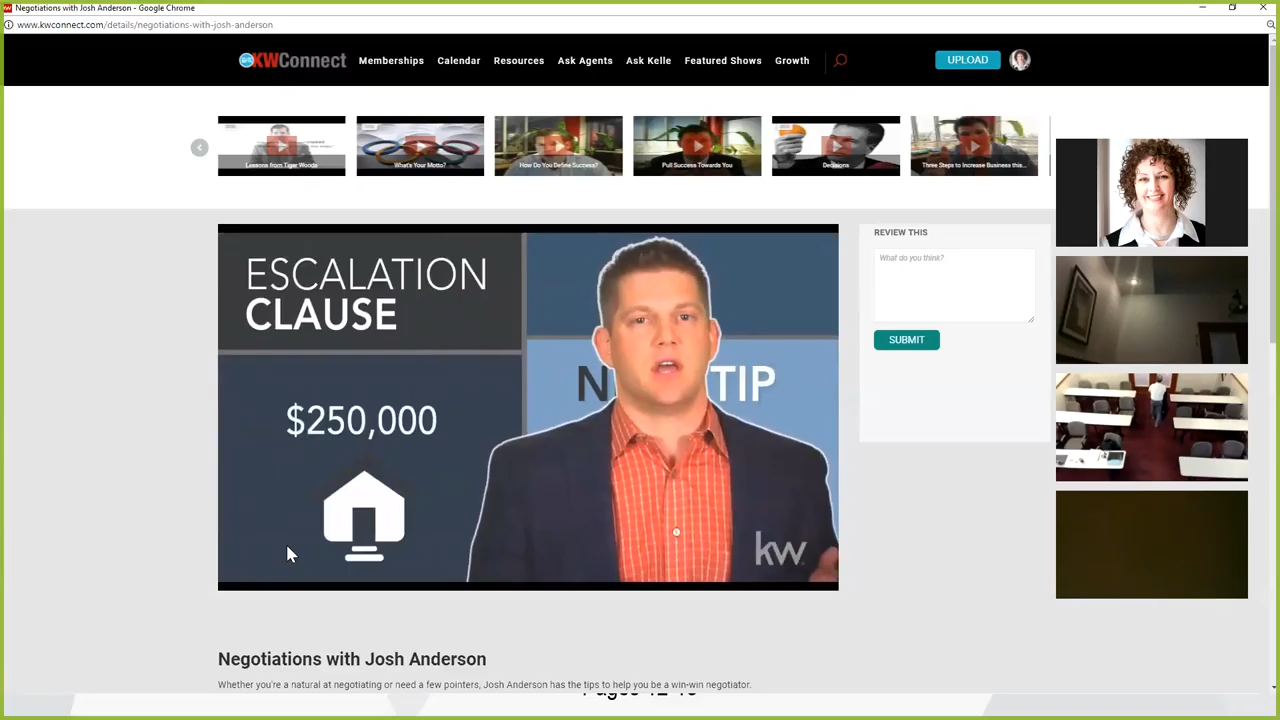 Negotiations with Josh Anderson - Google Chrome
www.kwconnect.com/details/negotiations-with-josh-anderson
KWConnect Memberships Calendar Resources Ask Agents Ask Kelle Featured Shows Growth UPLOAD
Lessons from Tiger Woods
What's Your Motto?
How Do You Define Success?
Pull Success Towards You
Decisions
Three Steps to Increase Business this...
ESCALATION
CLAUSE
$250,000
TIP
kw
REVIEW THIS
What do you think?
SUBMIT
Negotiations with Josh Anderson
Whether you're a natural at negotiating or need a few pointers, Josh Anderson has the tips to help you be a win-win negotiator.